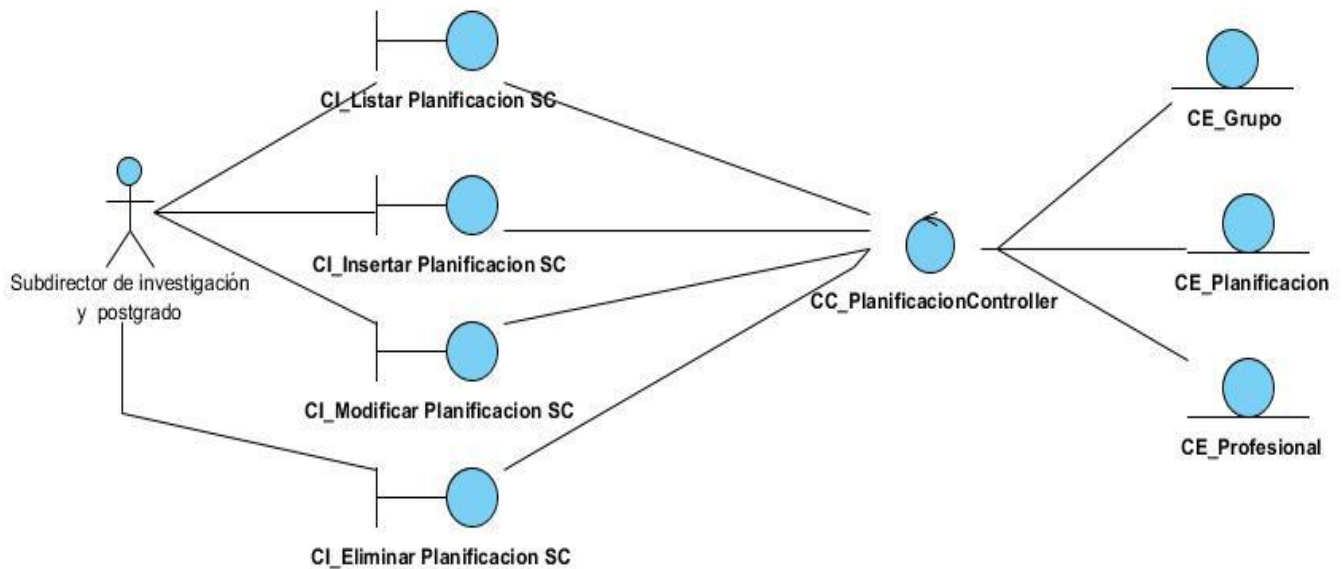 CI_Listar Planificacion SC
CE_Grupo
CI_Insertar Planificacion SC
Subdirector de investigación
y postgrado
CC_PlanificacionController
CE_Planificacion
CI_Modificar Planificacion SC
CE_Profesional
CI_Eliminar Planificacion SC